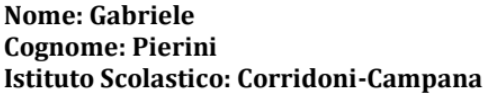 Nome: Gabriele
Cognome: Pierini
Istituto Scolastico: Corridoni-Campana